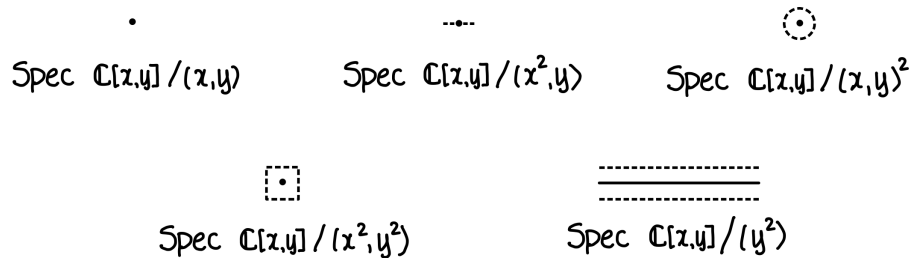 Spec ℂ[x,y]/(x,y)
Spec ℂ[x,y]/(x²,y)
Spec ℂ[x,y]/(x,y)²
Spec ℂ[x,y]/(x²,y²)
Spec ℂ[x,y]/(y²)